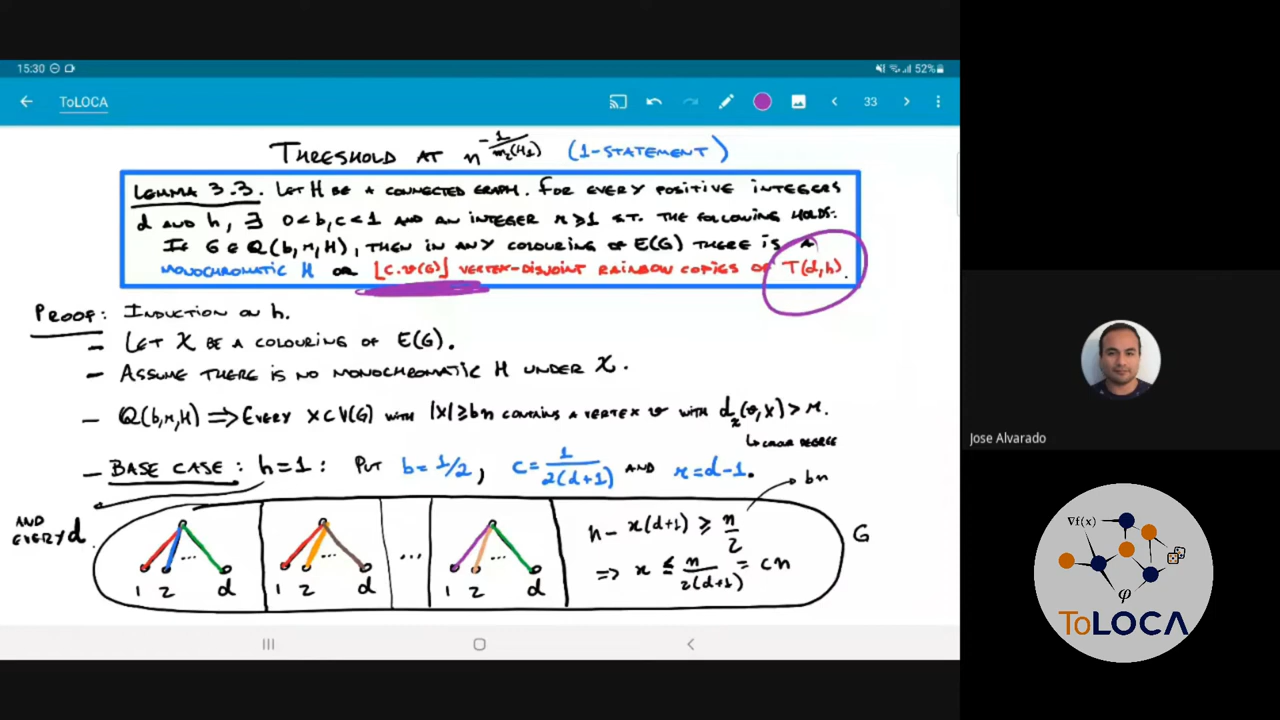 15:30
52%
ToLOCA
33
THRESHOLD AT n^{-1/m₂(H₁)} (1-STATEMENT)
LEMMA 3.3. LET H BE A CONNECTED GRAPH. FOR EVERY POSITIVE INTEGERS
d AND h, ∃ 0<b,c<1 AND AN INTEGER r⩾1 S.T. THE FOLLOWING HOLDS:
IF G ∈ Q(b,r,H), THEN IN ANY COLOURING OF E(G) THERE IS A
MONOCHROMATIC H OR ⌊c.v(G)⌋ VERTEX-DISJOINT RAINBOW COPIES OF T(d,h).
PROOF: INDUCTION ON h.
— LET χ BE A COLOURING OF E(G).
— ASSUME THERE IS NO MONOCHROMATIC H UNDER χ.
— Q(b,r,H) ⟹ EVERY X⊂V(G) WITH |X|⩾bn CONTAINS A VERTEX v WITH d_χ(v,X) > r.
↳COLOR DEGREE
— BASE CASE: h=1: PUT b=1/2, c=1/2(d+1) AND r=d-1.
bn
AND EVERY d.
1 2 ... d
1 2 ... d
...
1 2 ... d
n - x(d+1) ⩾ n/2
⟹ x ⩽ n/2(d+1) = cn
G
Jose Alvarado
∇f(x)
φ
ToLOCA